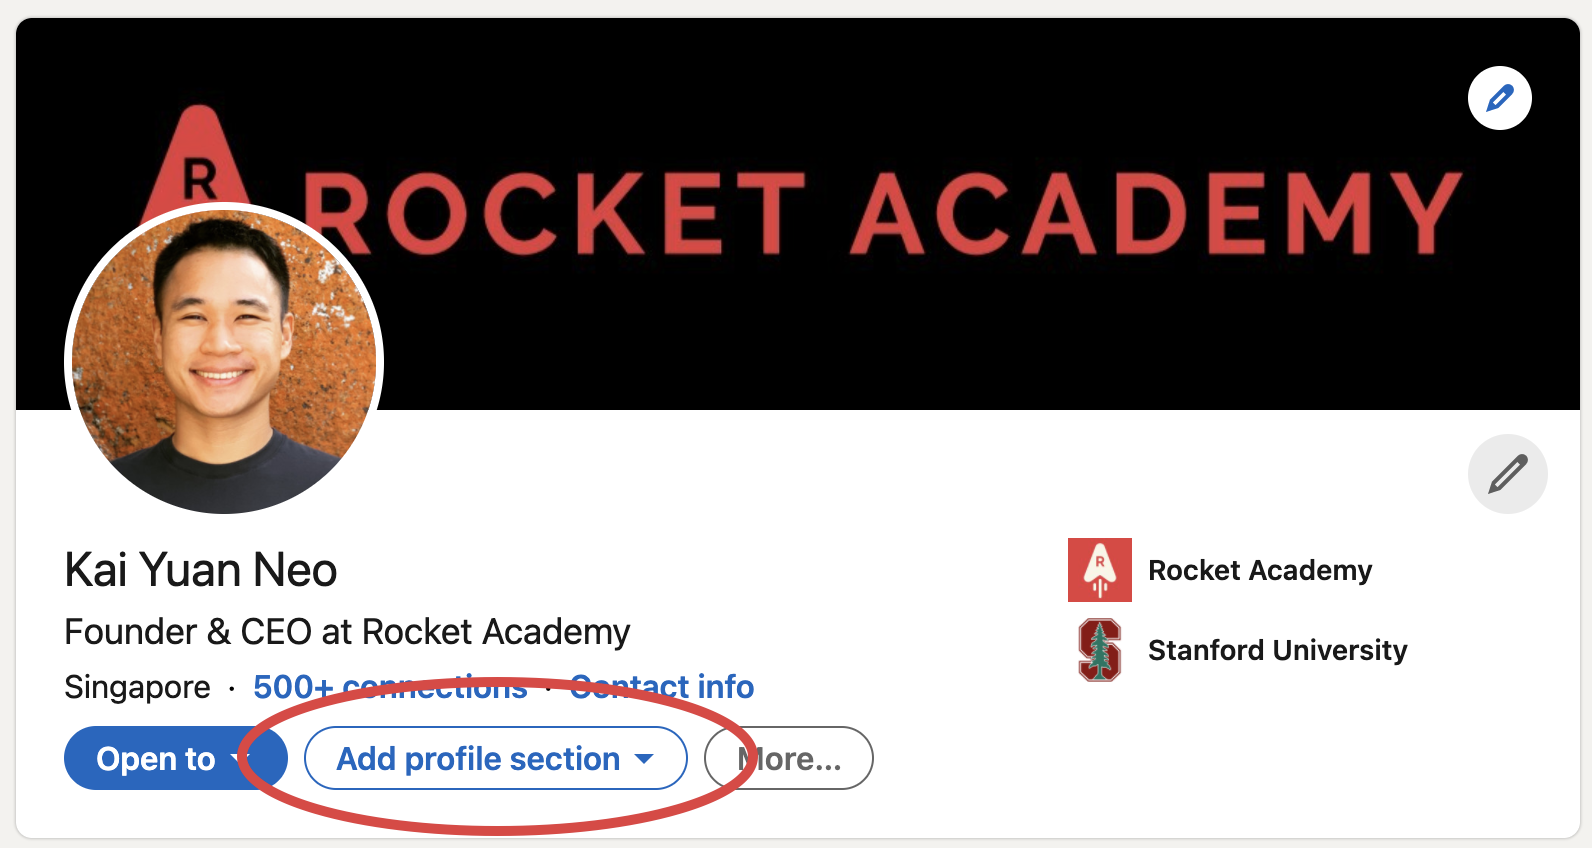 R
ROCKET ACADEMY
Kai Yuan Neo
Founder & CEO at Rocket Academy
Singapore · 500+ connections · Contact info
Open to
Add profile section
More...
R
Rocket Academy
S
Stanford University